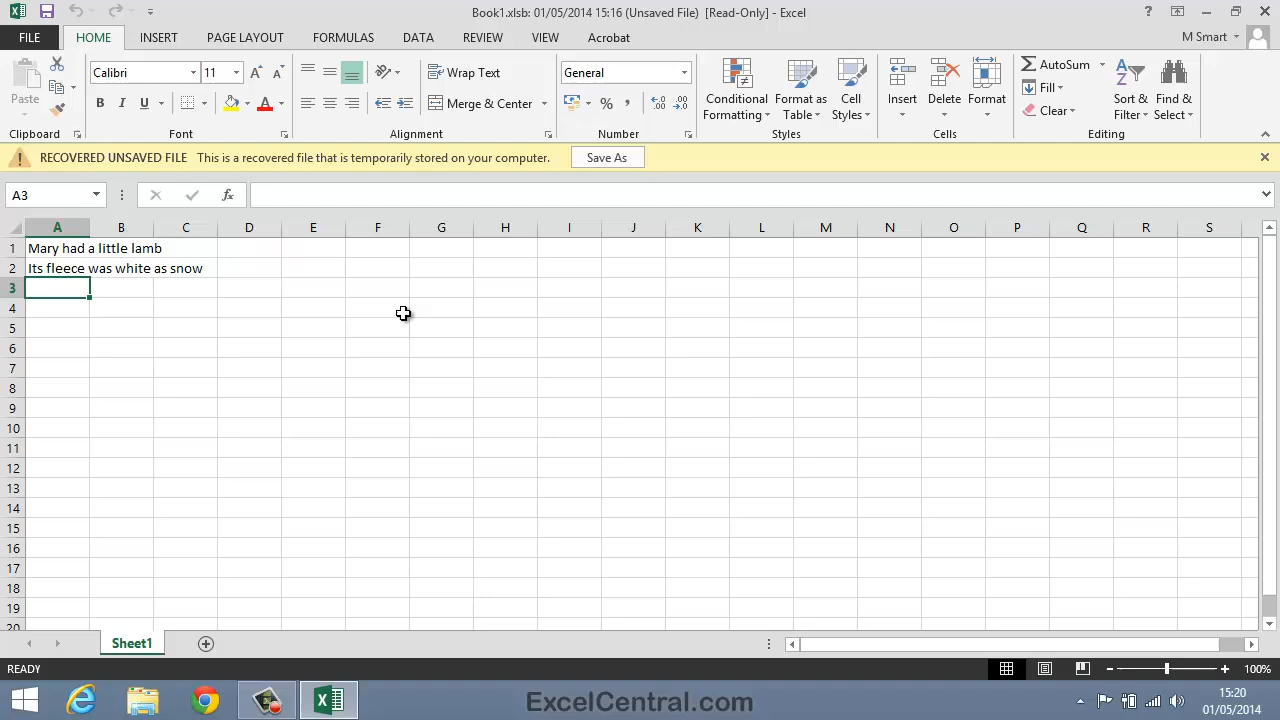 Book1.xlsb: 01/05/2014 15:16 (Unsaved File) [Read-Only] - Excel
?
FILE HOME INSERT PAGE LAYOUT FORMULAS DATA REVIEW VIEW Acrobat M Smart
Paste
Calibri 11
B I U A
Wrap Text
Merge & Center
General
% ,
Conditional Formatting
Format as Table
Cell Styles
Insert
Delete
Format
AutoSum
Fill
Clear
Sort & Filter
Find & Select
Clipboard Font Alignment Number Styles Cells Editing
RECOVERED UNSAVED FILE This is a recovered file that is temporarily stored on your computer. Save As
A3 fx
A B C D E F G H I J K L M N O P Q R S
1 Mary had a little lamb
2 Its fleece was white as snow
3
4
5
6
7
8
9
10
11
12
13
14
15
16
17
18
19
20
Sheet1
READY 100%
ExcelCentral.com
15:20
01/05/2014